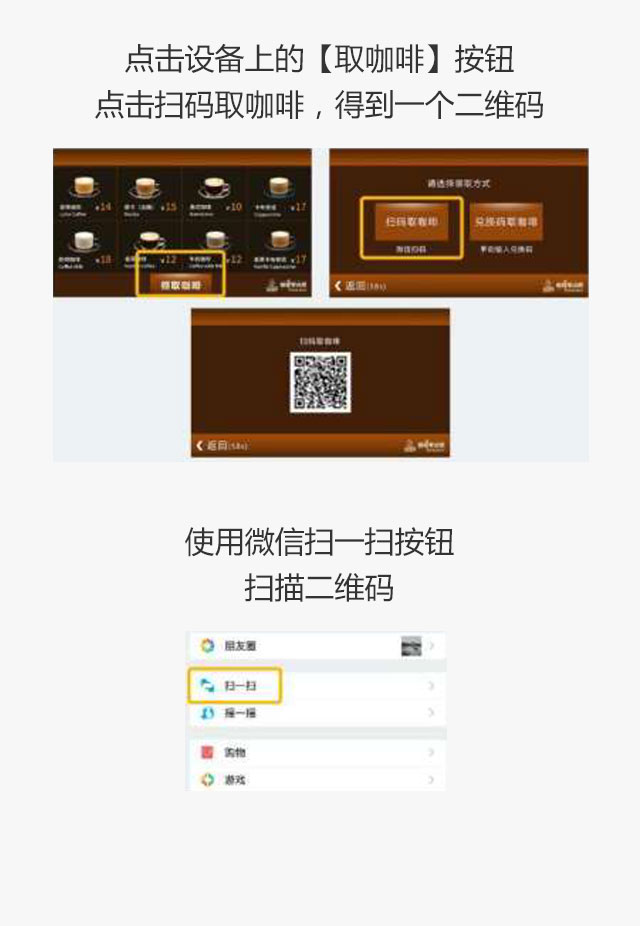 点击设备上的【取咖啡】按钮
点击扫码取咖啡，得到一个二维码
¥14
¥15
¥10
¥17
¥18
¥12
¥12
¥17
领取咖啡
请选择领取方式
扫码取咖啡
兑换码取咖啡
微信扫码
手动输入兑换码
返回(58s)
扫码取咖啡
返回(58s)
使用微信扫一扫按钮
扫描二维码
朋友圈
扫一扫
摇一摇
购物
游戏